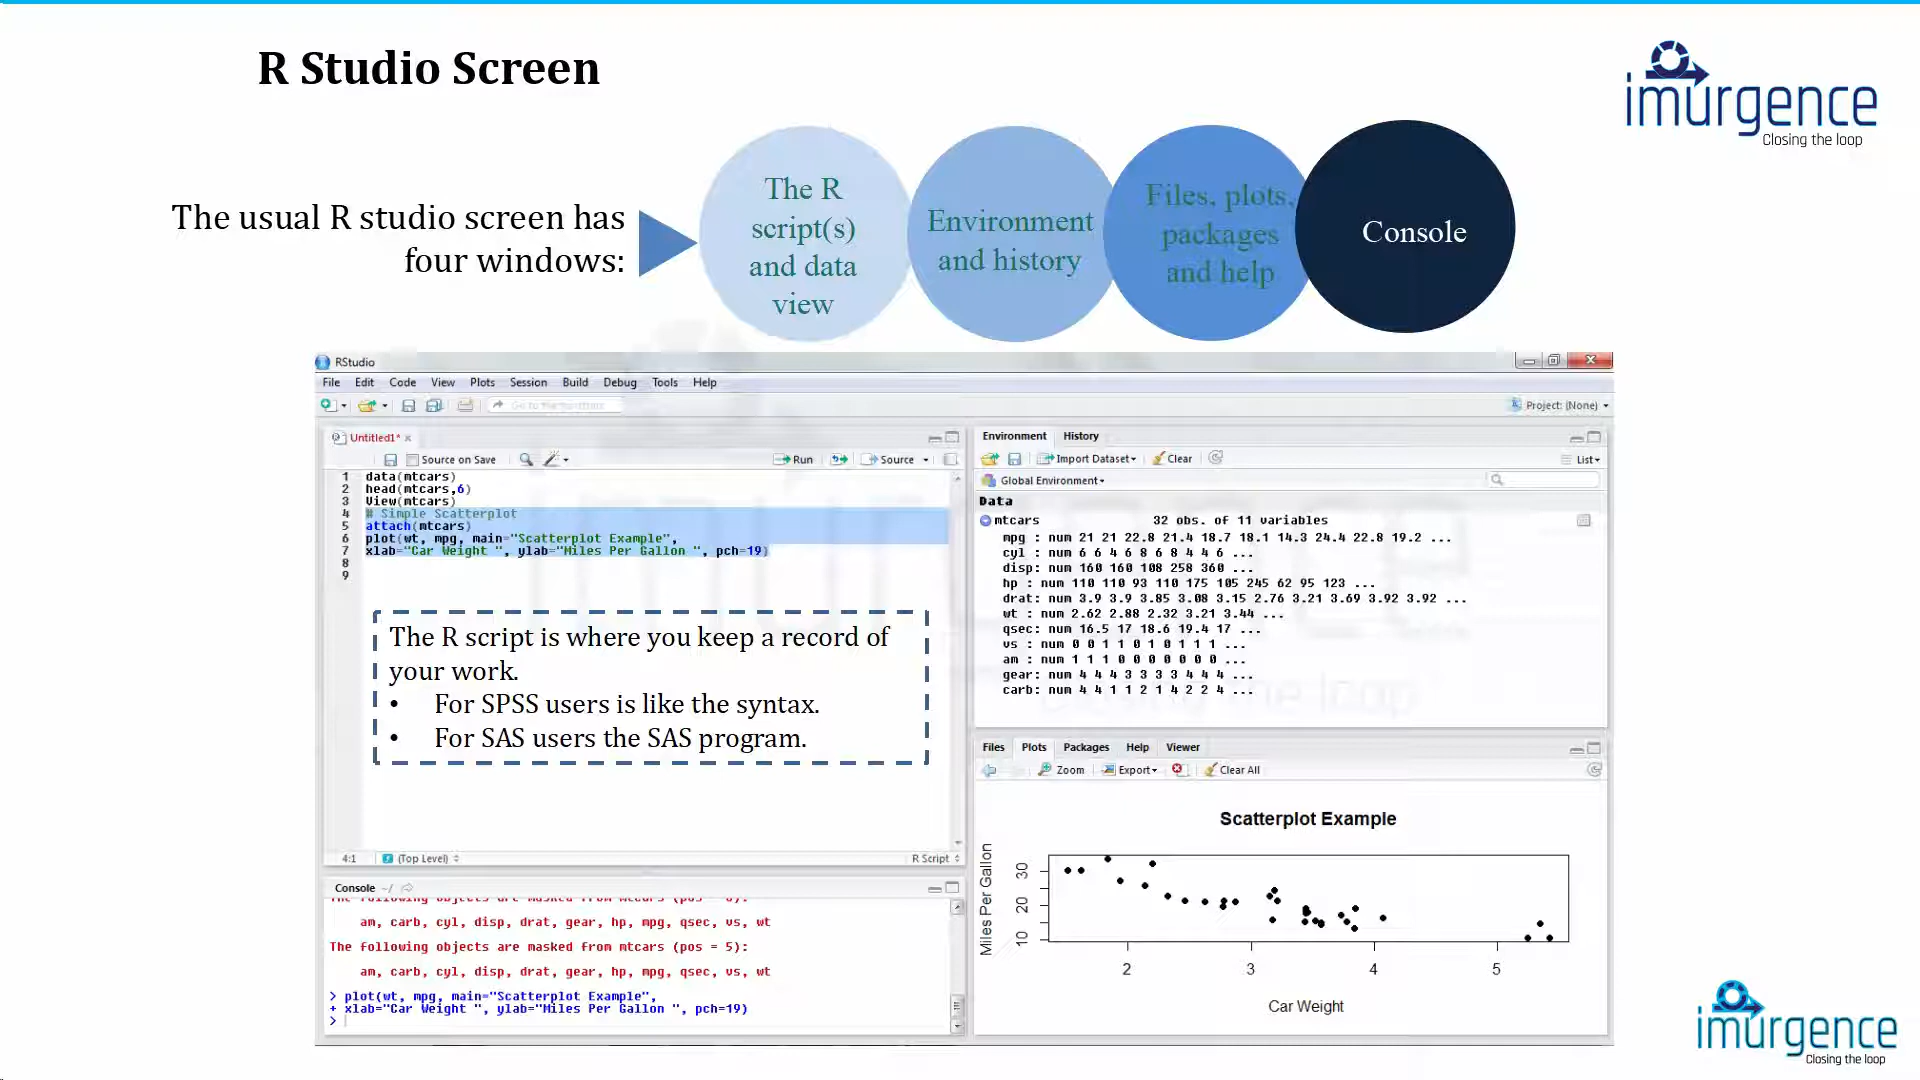 R Studio Screen
imurgence
Closing the loop
The usual R studio screen has
four windows:
The R
script(s)
and data
view
Environment
and history
Files, plots,
packages
and help
Console
RStudio
File Edit Code View Plots Session Build Debug Tools Help
Go to file/function
Project: (None)
Untitled1*
Source on Save
Run
Source
1 data(mtcars)
2 head(mtcars,6)
3 View(mtcars)
4 # Simple Scatterplot
5 attach(mtcars)
6 plot(wt, mpg, main="Scatterplot Example",
7 xlab="Car Weight ", ylab="Miles Per Gallon ", pch=19)
8
9
The R script is where you keep a record of
your work.
• For SPSS users is like the syntax.
• For SAS users the SAS program.
4:1 (Top Level) R Script
Console ~/
am, carb, cyl, disp, drat, gear, hp, mpg, qsec, vs, wt
The following objects are masked from mtcars (pos = 5):
am, carb, cyl, disp, drat, gear, hp, mpg, qsec, vs, wt
> plot(wt, mpg, main="Scatterplot Example",
+ xlab="Car Weight ", ylab="Miles Per Gallon ", pch=19)
>
Environment History
Import Dataset Clear List
Global Environment
Data
mtcars 32 obs. of 11 variables
mpg : num 21 21 22.8 21.4 18.7 18.1 14.3 24.4 22.8 19.2 ...
cyl : num 6 6 4 6 8 6 8 4 4 6 ...
disp: num 160 160 108 258 360 ...
hp : num 110 110 93 110 175 105 245 62 95 123 ...
drat: num 3.9 3.9 3.85 3.08 3.15 2.76 3.21 3.69 3.92 3.92 ...
wt : num 2.62 2.88 2.32 3.21 3.44 ...
qsec: num 16.5 17 18.6 19.4 17 ...
vs : num 0 0 1 1 0 1 0 1 1 1 ...
am : num 1 1 1 0 0 0 0 0 0 0 ...
gear: num 4 4 4 3 3 3 3 4 4 4 ...
carb: num 4 4 1 1 2 1 4 2 2 4 ...
Files Plots Packages Help Viewer
Zoom Export Clear All
Scatterplot Example
Miles Per Gallon
30
20
10
2 3 4 5
Car Weight
imurgence
Closing the loop